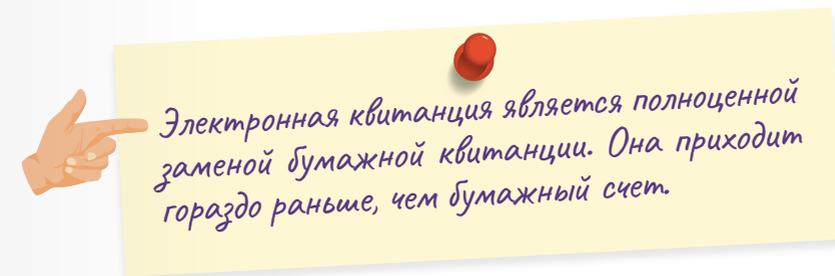 Электронная квитанция является полноценной
заменой бумажной квитанции. Она приходит
гораздо раньше, чем бумажный счет.